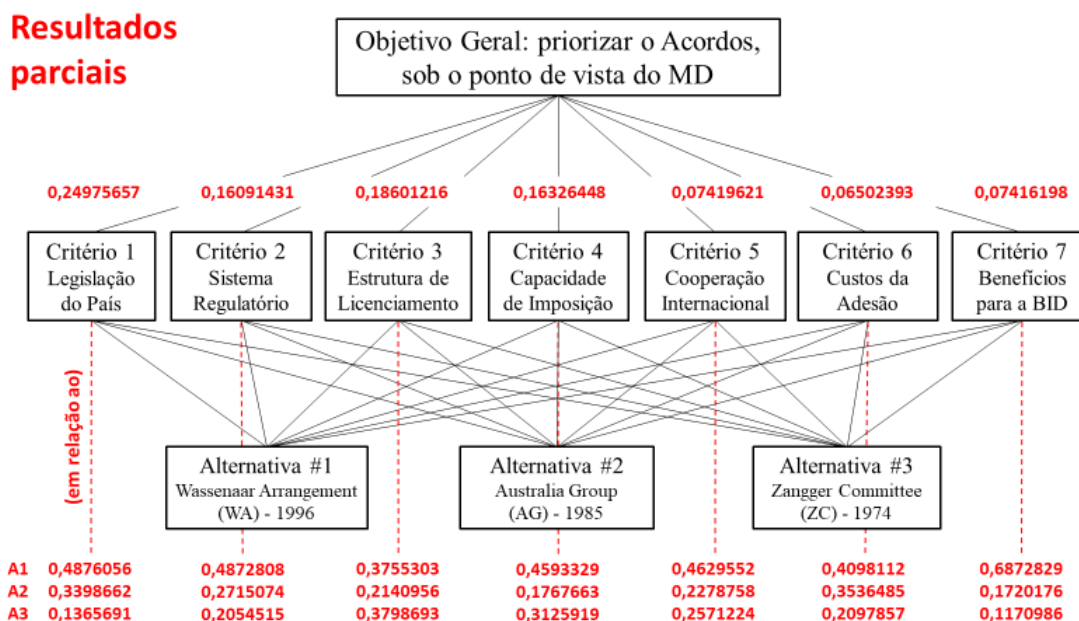 Resultados
parciais
Objetivo Geral: priorizar o Acordos,
sob o ponto de vista do MD
0,24975657 0,16091431 0,18601216 0,16326448 0,07419621 0,06502393 0,07416198
Critério 1
Legislação
do País
Critério 2
Sistema
Regulatório
Critério 3
Estrutura de
Licenciamento
Critério 4
Capacidade
de Imposição
Critério 5
Cooperação
Internacional
Critério 6
Custos da
Adesão
Critério 7
Benefícios
para a BID
(em relação ao)
Alternativa #1
Wassenaar Arrangement
(WA) - 1996
Alternativa #2
Australia Group
(AG) - 1985
Alternativa #3
Zangger Committee
(ZC) - 1974
A1 0,4876056 0,4872808 0,3755303 0,4593329 0,4629552 0,4098112 0,6872829
A2 0,3398662 0,2715074 0,2140956 0,1767663 0,2278758 0,3536485 0,1720176
A3 0,1365691 0,2054515 0,3798693 0,3125919 0,2571224 0,2097857 0,1170986